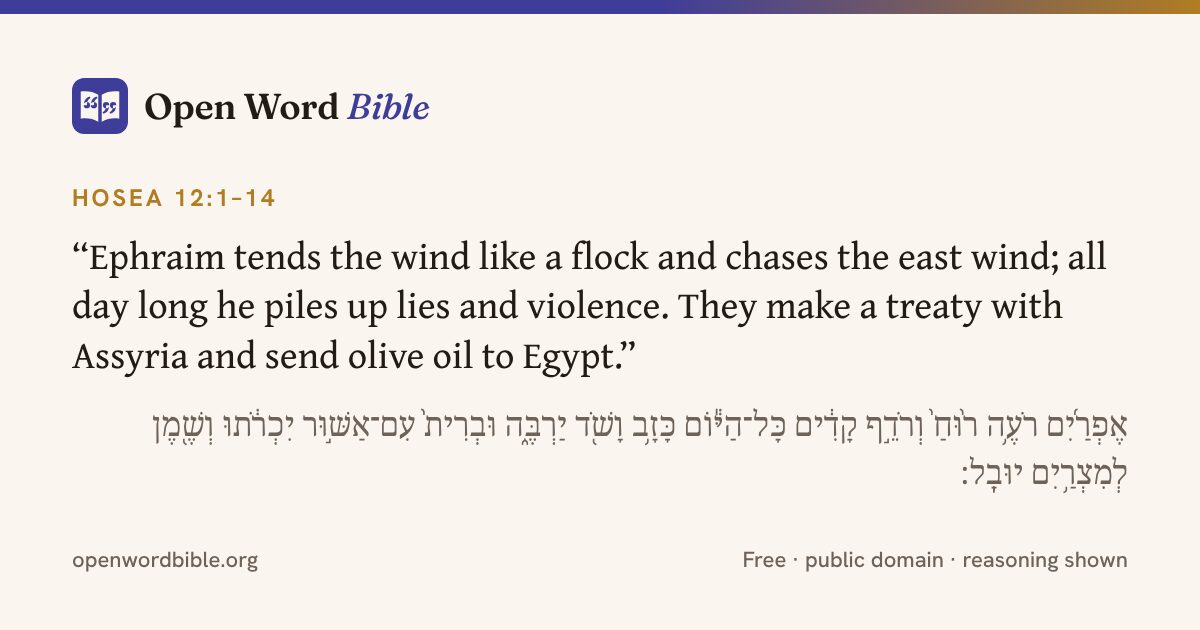 Open Word Bible
HOSEA 12:1–14
“Ephraim tends the wind like a flock and chases the east wind; all
day long he piles up lies and violence. They make a treaty with
Assyria and send olive oil to Egypt.”
אֶפְרַ֜יִם רֹעֶ֥ה ר֙וּחַ֙ וְרֹדֵ֣ף קָדִ֔ים כׇּל־הַיּ֕וֹם כָּזָ֥ב וָשֹׁ֖ד יַרְבֶּ֑ה וּבְרִית֙ עִם־אַשּׁ֣וּר יִכְרֹ֔תוּ וְשֶׁ֖מֶן
לְמִצְרַ֥יִם יוּבָֽל׃
openwordbible.org
Free · public domain · reasoning shown